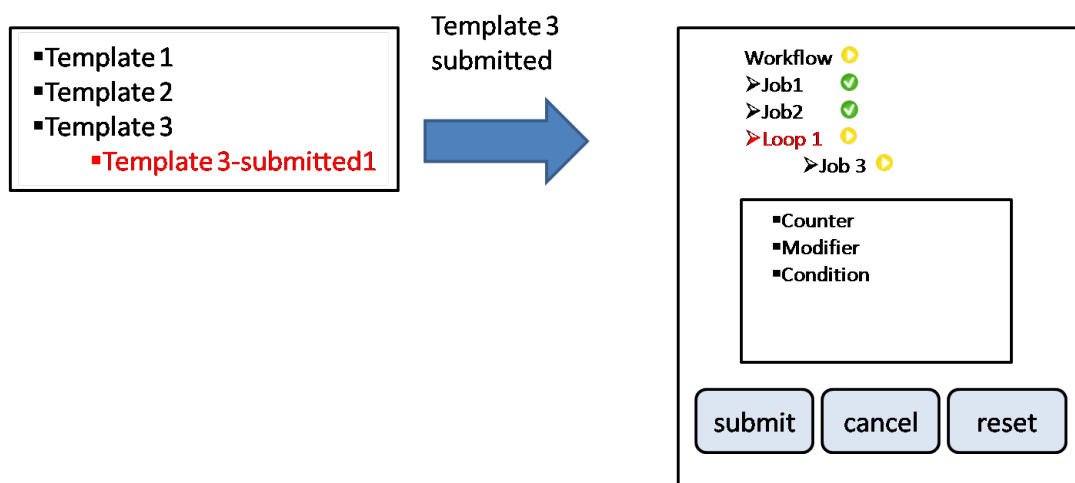 ▪Template 1
▪Template 2
▪Template 3
▪Template 3-submitted1
Template 3
submitted
Workflow
➢Job1
➢Job2
➢Loop 1
➢Job 3
▪Counter
▪Modifier
▪Condition
submit
cancel
reset